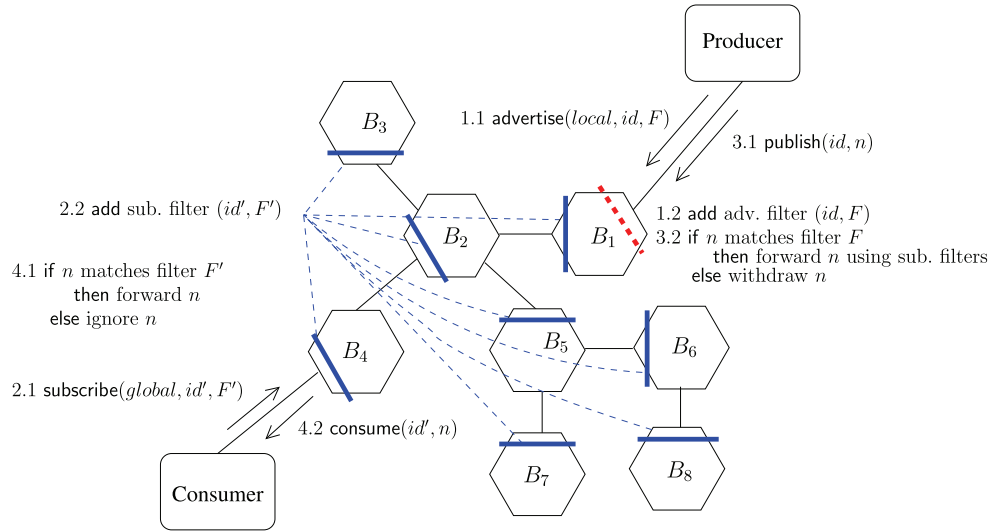 Producer
B₃
1.1 advertise(local, id, F)
3.1 publish(id, n)
2.2 add sub. filter (id′, F′)
B₂
B₁
1.2 add adv. filter (id, F)
3.2 if n matches filter F
then forward n using sub. filters
else withdraw n
4.1 if n matches filter F′
then forward n
else ignore n
B₄
B₅
B₆
2.1 subscribe(global, id′, F′)
4.2 consume(id′, n)
B₇
B₈
Consumer